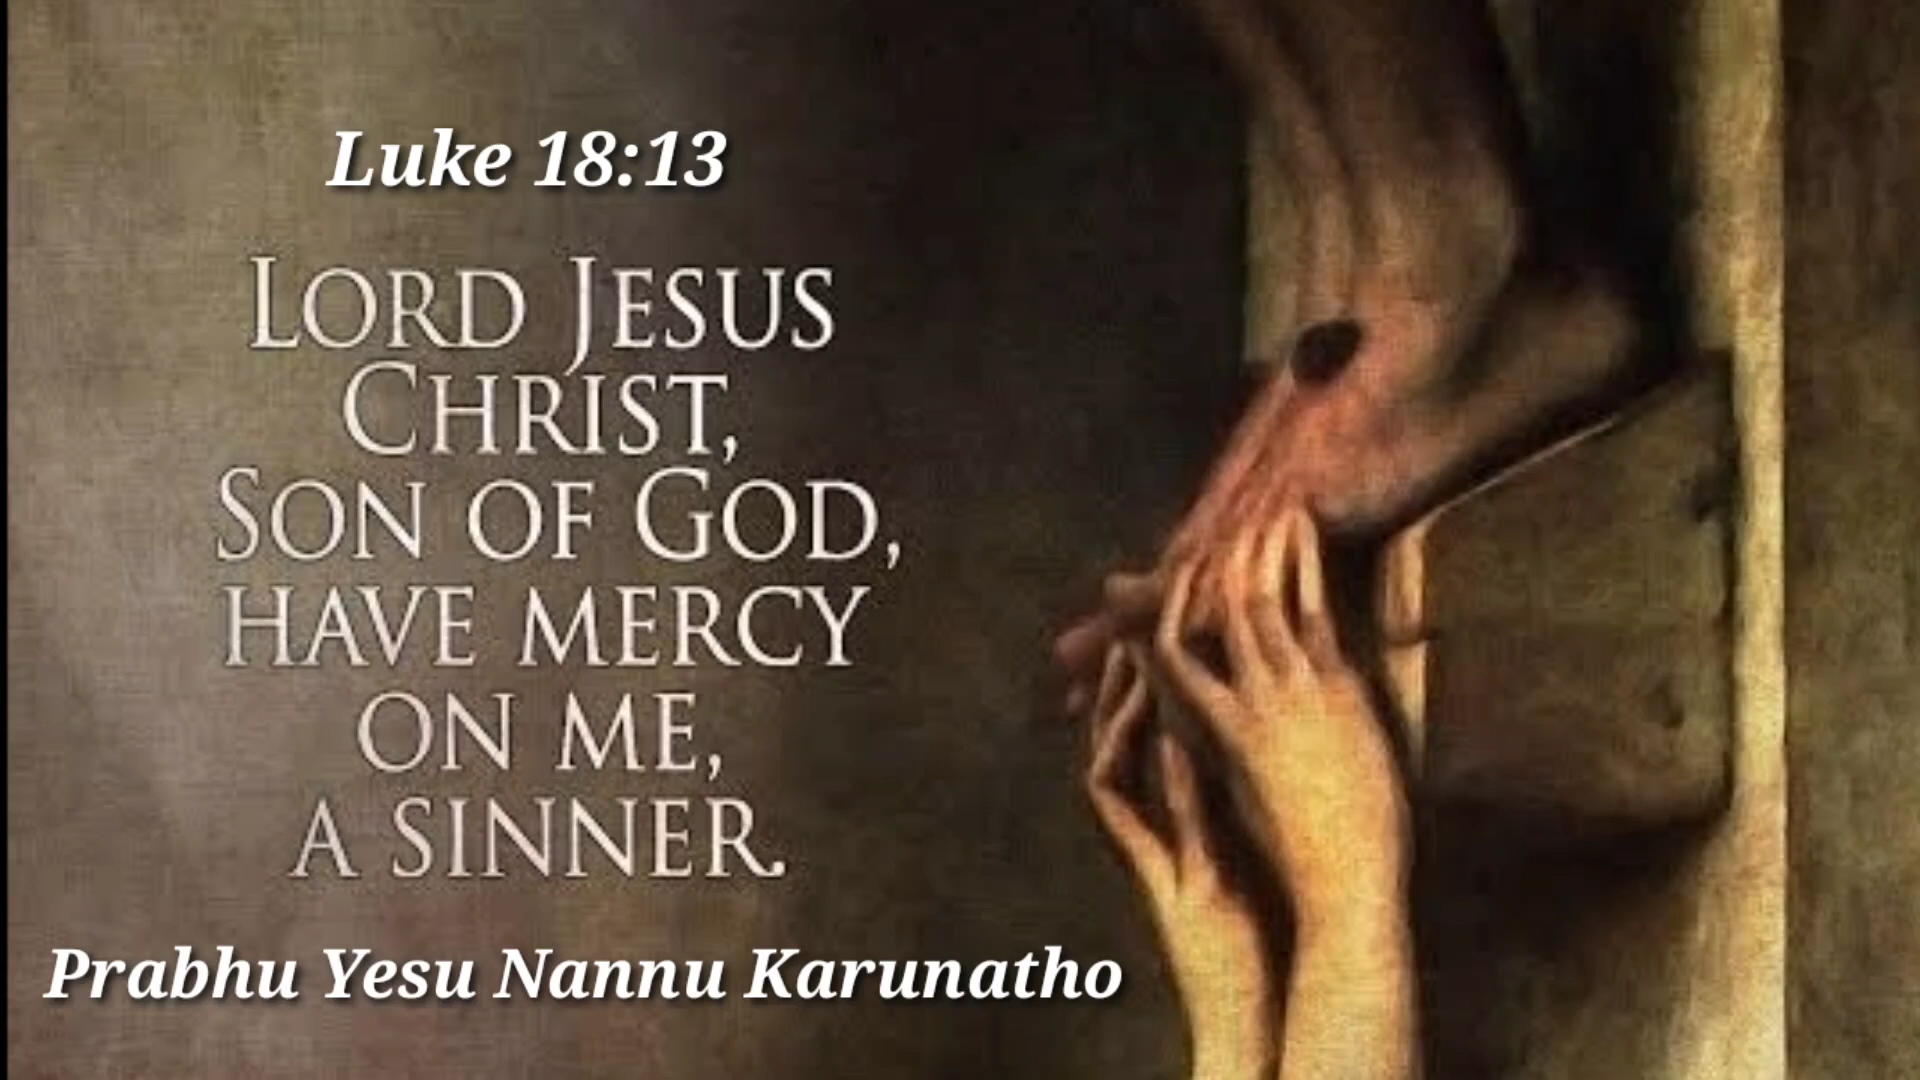 Luke 18:13
LORD JESUS
CHRIST,
SON OF GOD,
HAVE MERCY
ON ME,
A SINNER.
Prabhu Yesu Nannu Karunatho